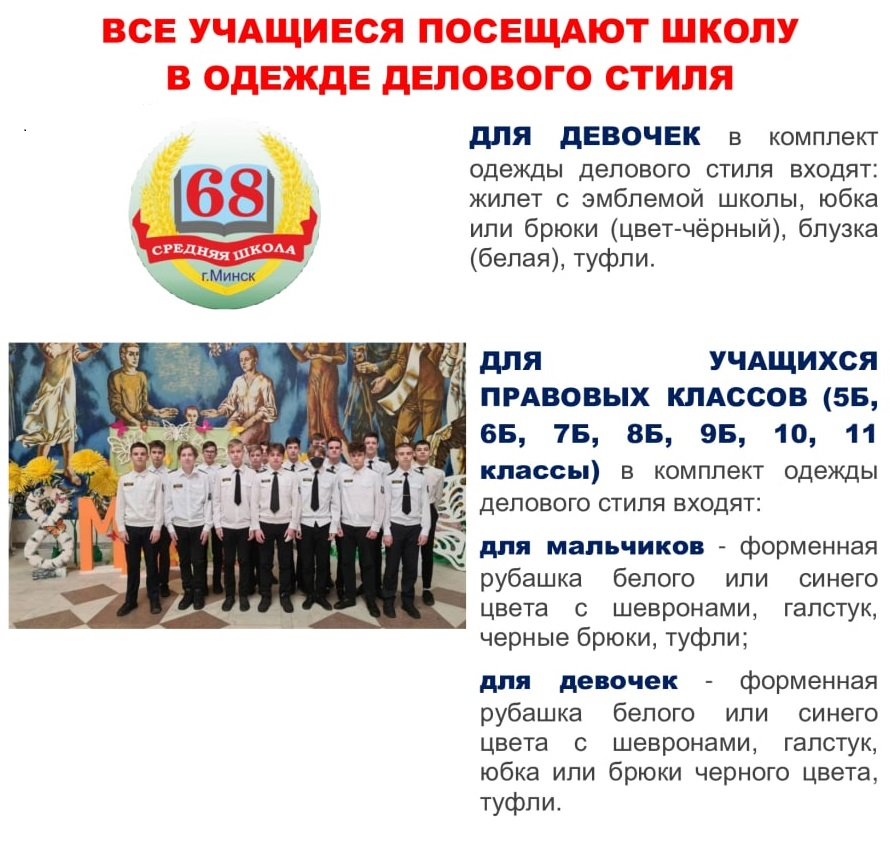 ВСЕ УЧАЩИЕСЯ ПОСЕЩАЮТ ШКОЛУ
В ОДЕЖДЕ ДЕЛОВОГО СТИЛЯ
68
СРЕДНЯЯ ШКОЛА
г.Минск
ДЛЯ ДЕВОЧЕК в комплект
одежды делового стиля входят:
жилет с эмблемой школы, юбка
или брюки (цвет-чёрный), блузка
(белая), туфли.
8 М
ДЛЯ УЧАЩИХСЯ
ПРАВОВЫХ КЛАССОВ (5Б,
6Б, 7Б, 8Б, 9Б, 10, 11
классы) в комплект одежды
делового стиля входят:
для мальчиков - форменная
рубашка белого или синего
цвета с шевронами, галстук,
черные брюки, туфли;
для девочек - форменная
рубашка белого или синего
цвета с шевронами, галстук,
юбка или брюки черного цвета,
туфли.